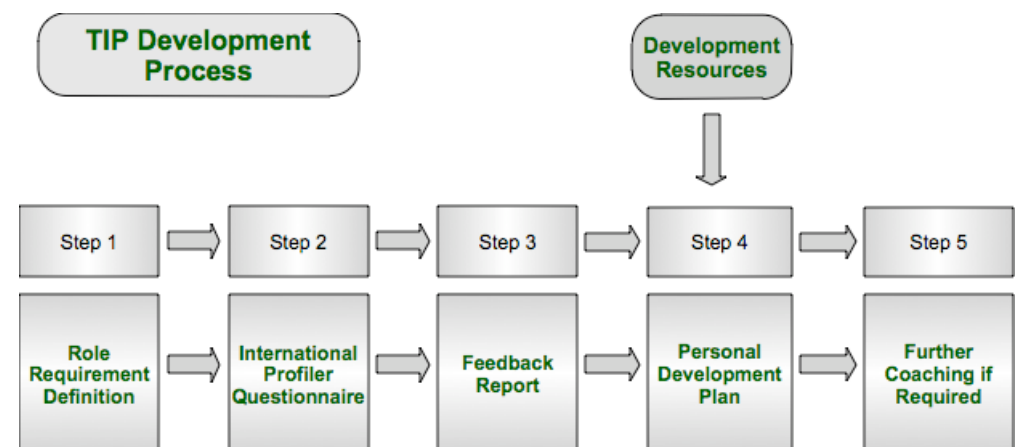 TIP Development
Process
Development
Resources
Step 1
Step 2
Step 3
Step 4
Step 5
Role
Requirement
Definition
International
Profiler
Questionnaire
Feedback
Report
Personal
Development
Plan
Further
Coaching if
Required